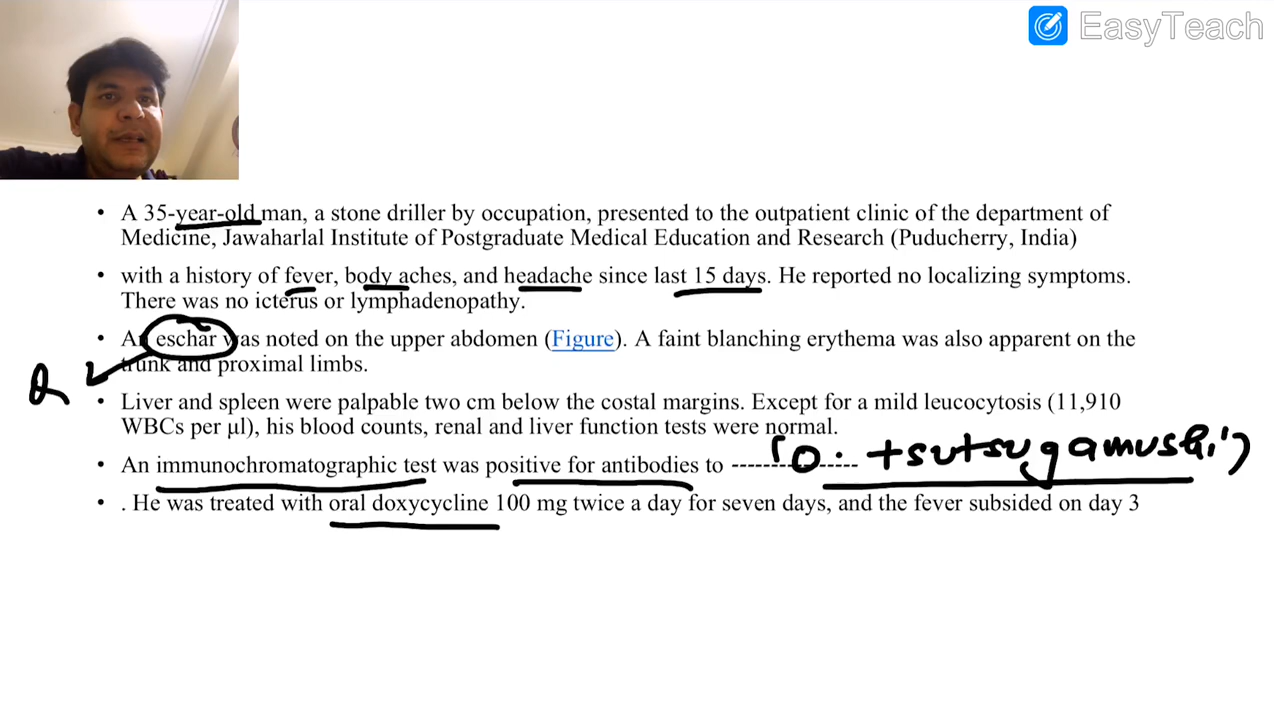 EasyTeach
• A 35-year-old man, a stone driller by occupation, presented to the outpatient clinic of the department of
Medicine, Jawaharlal Institute of Postgraduate Medical Education and Research (Puducherry, India)
• with a history of fever, body aches, and headache since last 15 days. He reported no localizing symptoms.
There was no icterus or lymphadenopathy.
• An eschar was noted on the upper abdomen (Figure). A faint blanching erythema was also apparent on the
trunk and proximal limbs.
• Liver and spleen were palpable two cm below the costal margins. Except for a mild leucocytosis (11,910
WBCs per µl), his blood counts, renal and liver function tests were normal.
• An immunochromatographic test was positive for antibodies to ---------------- 
O. tsutsugamushi
• . He was treated with oral doxycycline 100 mg twice a day for seven days, and the fever subsided on day 3